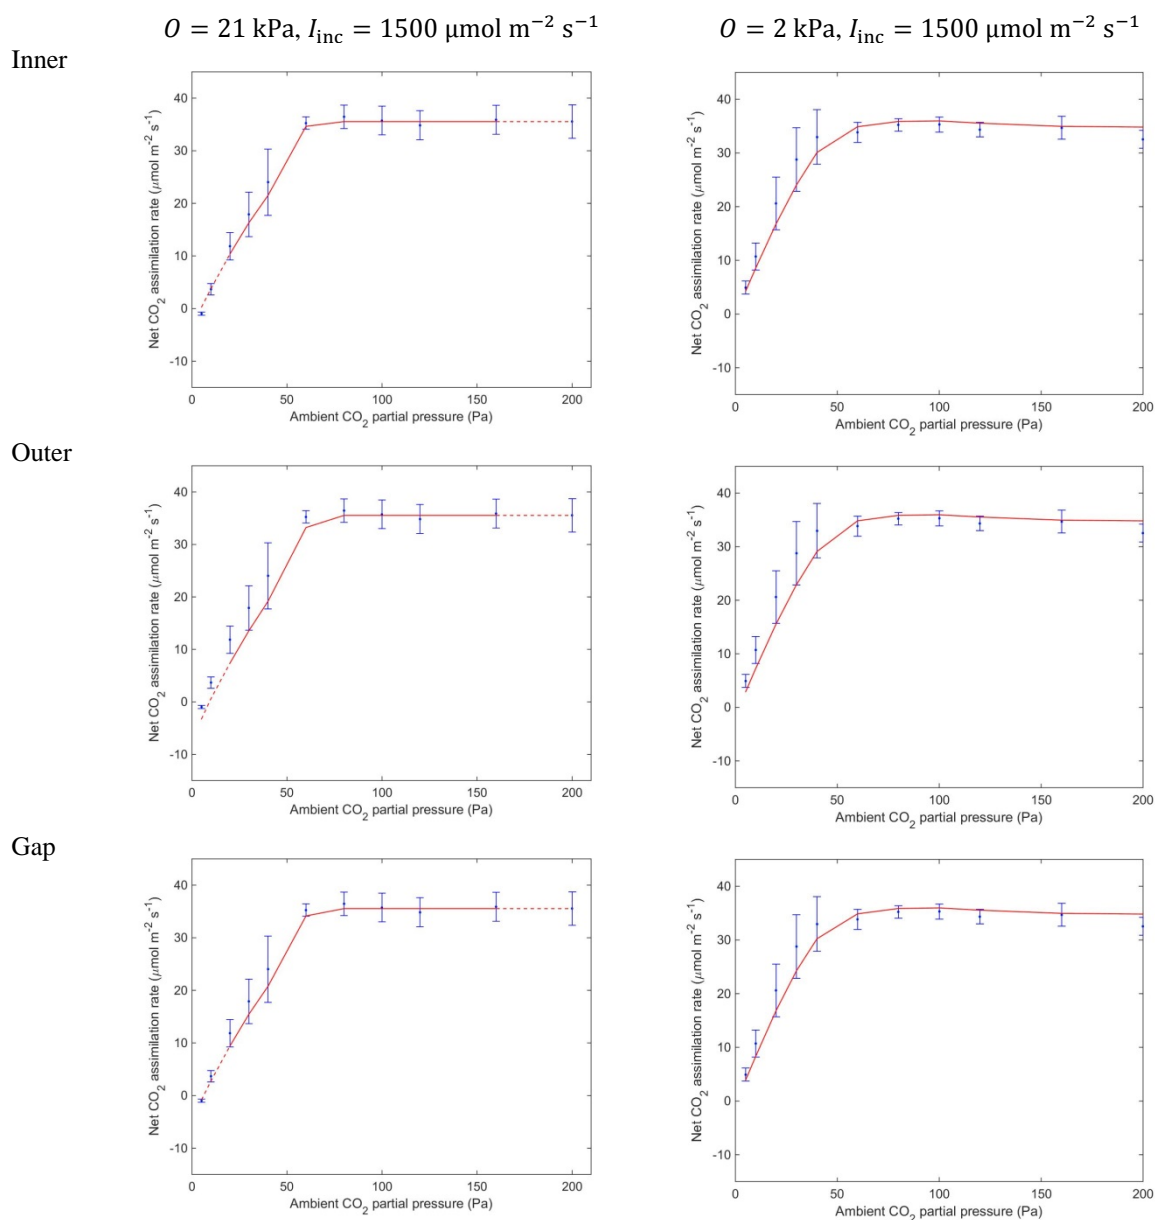 O = 21 kPa, Iinc = 1500 μmol m−2 s−1
O = 2 kPa, Iinc = 1500 μmol m−2 s−1
Inner
Net CO2 assimilation rate (μmol m-2 s-1)
40
30
20
10
0
-10
0 50 100 150 200
Ambient CO2 partial pressure (Pa)
Net CO2 assimilation rate (μmol m-2 s-1)
40
30
20
10
0
-10
0 50 100 150 200
Ambient CO2 partial pressure (Pa)
Outer
Net CO2 assimilation rate (μmol m-2 s-1)
40
30
20
10
0
-10
0 50 100 150 200
Ambient CO2 partial pressure (Pa)
Net CO2 assimilation rate (μmol m-2 s-1)
40
30
20
10
0
-10
0 50 100 150 200
Ambient CO2 partial pressure (Pa)
Gap
Net CO2 assimilation rate (μmol m-2 s-1)
40
30
20
10
0
-10
0 50 100 150 200
Ambient CO2 partial pressure (Pa)
Net CO2 assimilation rate (μmol m-2 s-1)
40
30
20
10
0
-10
0 50 100 150 200
Ambient CO2 partial pressure (Pa)